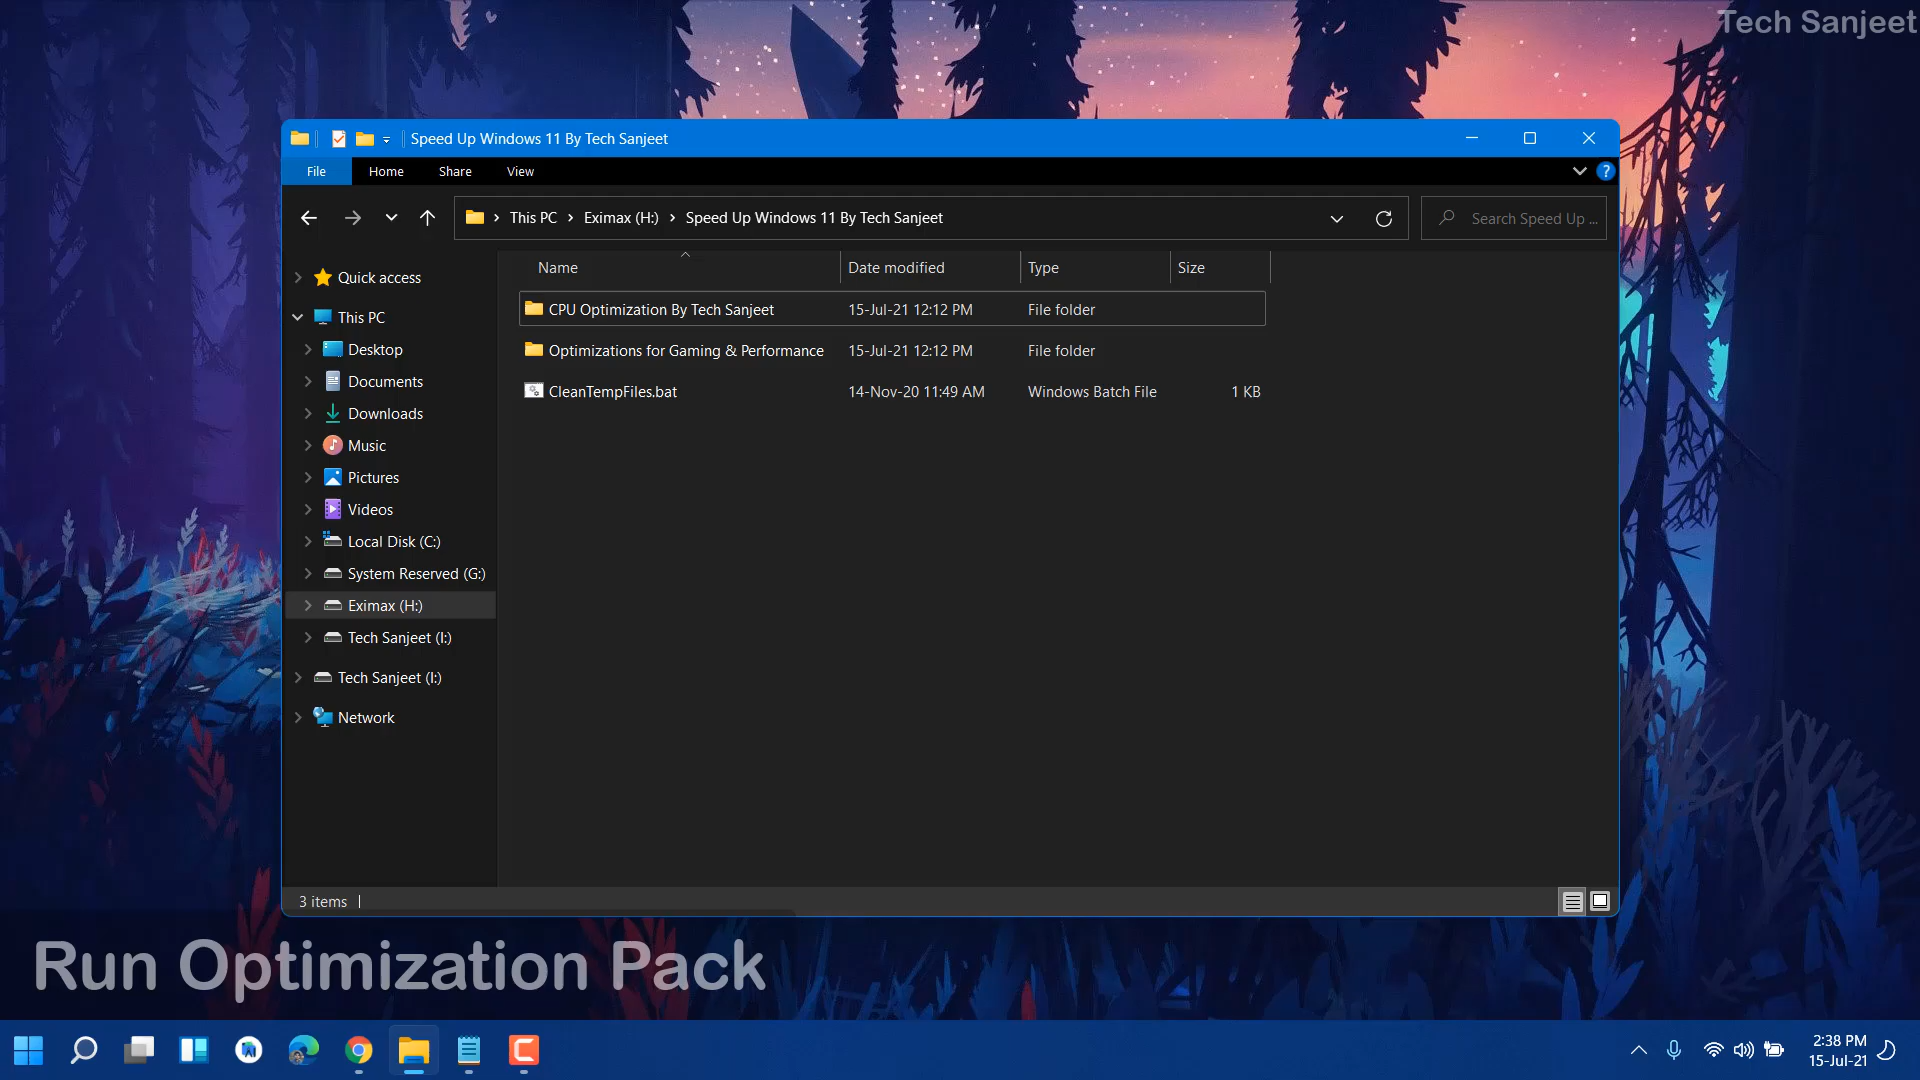 Tech Sanjeet
Speed Up Windows 11 By Tech Sanjeet
File Home Share View
?
This PC Eximax (H:) Speed Up Windows 11 By Tech Sanjeet
Search Speed Up ...
Name Date modified Type Size
CPU Optimization By Tech Sanjeet 15-Jul-21 12:12 PM File folder
Optimizations for Gaming & Performance 15-Jul-21 12:12 PM File folder
CleanTempFiles.bat 14-Nov-20 11:49 AM Windows Batch File 1 KB
Quick access
This PC
Desktop
Documents
Downloads
Music
Pictures
Videos
Local Disk (C:)
System Reserved (G:)
Eximax (H:)
Tech Sanjeet (I:)
Tech Sanjeet (I:)
Network
3 items
Run Optimization Pack
2:38 PM
15-Jul-21